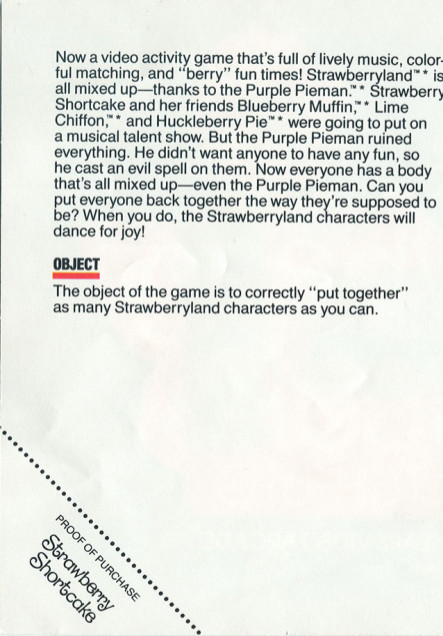 Now a video activity game that's full of lively music, color-
ful matching, and “berry” fun times! Strawberryland™* is
all mixed up—thanks to the Purple Pieman.™* Strawberry
Shortcake and her friends Blueberry Muffin,™* Lime
Chiffon,™* and Huckleberry Pie™* were going to put on
a musical talent show. But the Purple Pieman ruined
everything. He didn't want anyone to have any fun, so
he cast an evil spell on them. Now everyone has a body
that's all mixed up—even the Purple Pieman. Can you
put everyone back together the way they're supposed to
be? When you do, the Strawberryland characters will
dance for joy!
OBJECT
The object of the game is to correctly “put together”
as many Strawberryland characters as you can.
PROOF OF PURCHASE
Strawberry
Shortcake